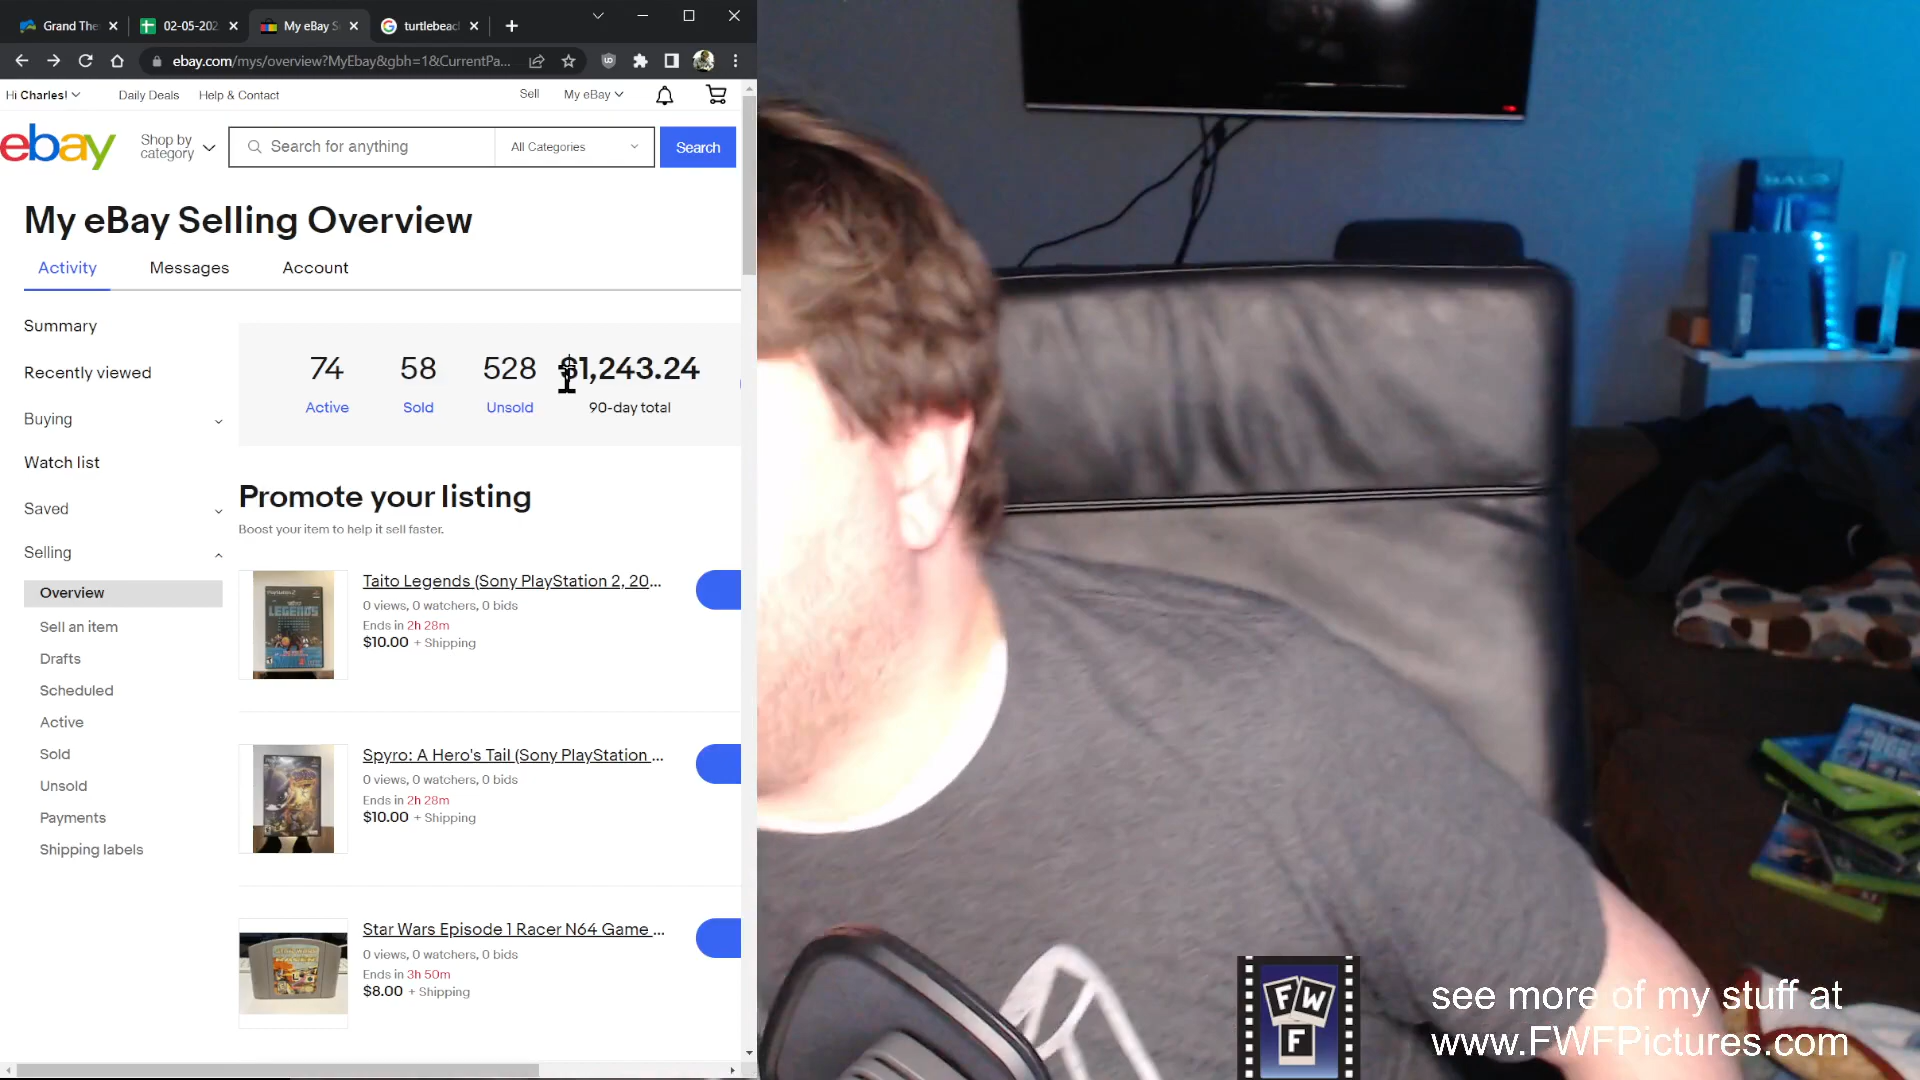 Grand The
02-05-202
My eBay S
turtlebeac
ebay.com/mys/overview?MyEbay&gbh=1&CurrentPa...
Hi Charles!
Daily Deals
Help & Contact
Sell
My eBay
ebay
Shop by category
Search for anything
All Categories
Search
My eBay Selling Overview
Activity
Messages
Account
Summary
Recently viewed
Buying
Watch list
Saved
Selling
Overview
Sell an item
Drafts
Scheduled
Active
Sold
Unsold
Payments
Shipping labels
74
58
528
$1,243.24
Active
Sold
Unsold
90-day total
Promote your listing
Boost your item to help it sell faster.
LEGENDS
Taito Legends (Sony PlayStation 2, 20...
0 views, 0 watchers, 0 bids
Ends in 2h 28m
$10.00 + Shipping
Spyro: A Hero's Tail (Sony PlayStation ...
0 views, 0 watchers, 0 bids
Ends in 2h 28m
$10.00 + Shipping
Star Wars Episode 1 Racer N64 Game ...
0 views, 0 watchers, 0 bids
Ends in 3h 50m
$8.00 + Shipping
HALO
FW
F
see more of my stuff at
www.FWFPictures.com